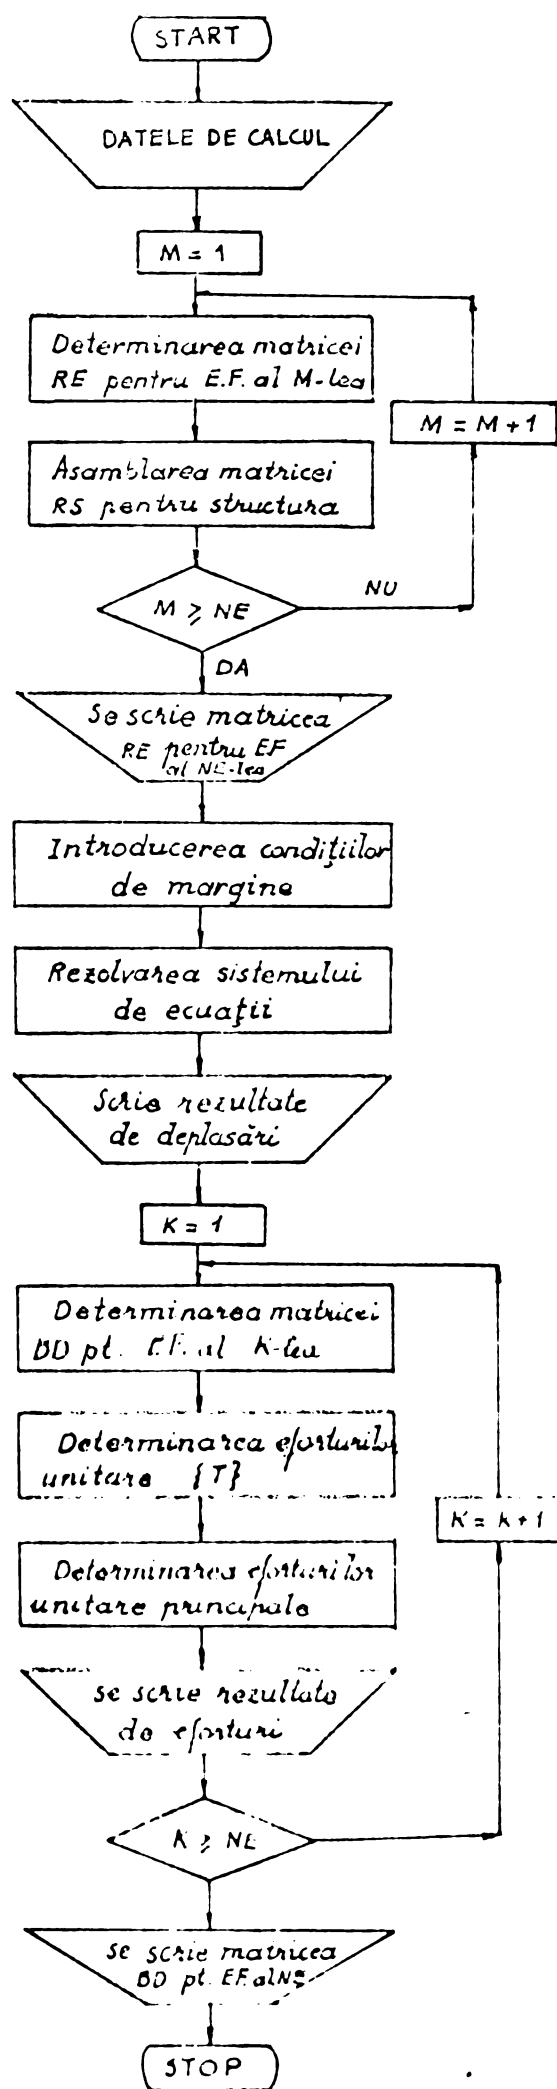 START
DATELE DE CALCUL
M = 1
Determinarea matricei
RE pentru E.F. al M-lea
M = M + 1
Asamblarea matricei
RS pentru structura
M ⩾ NE
NU
DA
Se scrie matricea
RE pentru EF
al NE-lea
Introducerea condițiilor
de margine
Rezolvarea sistemului
de ecuații
Scrie rezultate
de deplasări
K = 1
Determinarea matricei
BD pt. E.F. al K-lea
Determinarea eforturilor
unitare {T}
K = K + 1
Determinarea eforturilor
unitare principale
se scrie rezultate
de eforturi
K ⩾ NE
se scrie matricea
BD pt. EF. al NE
STOP